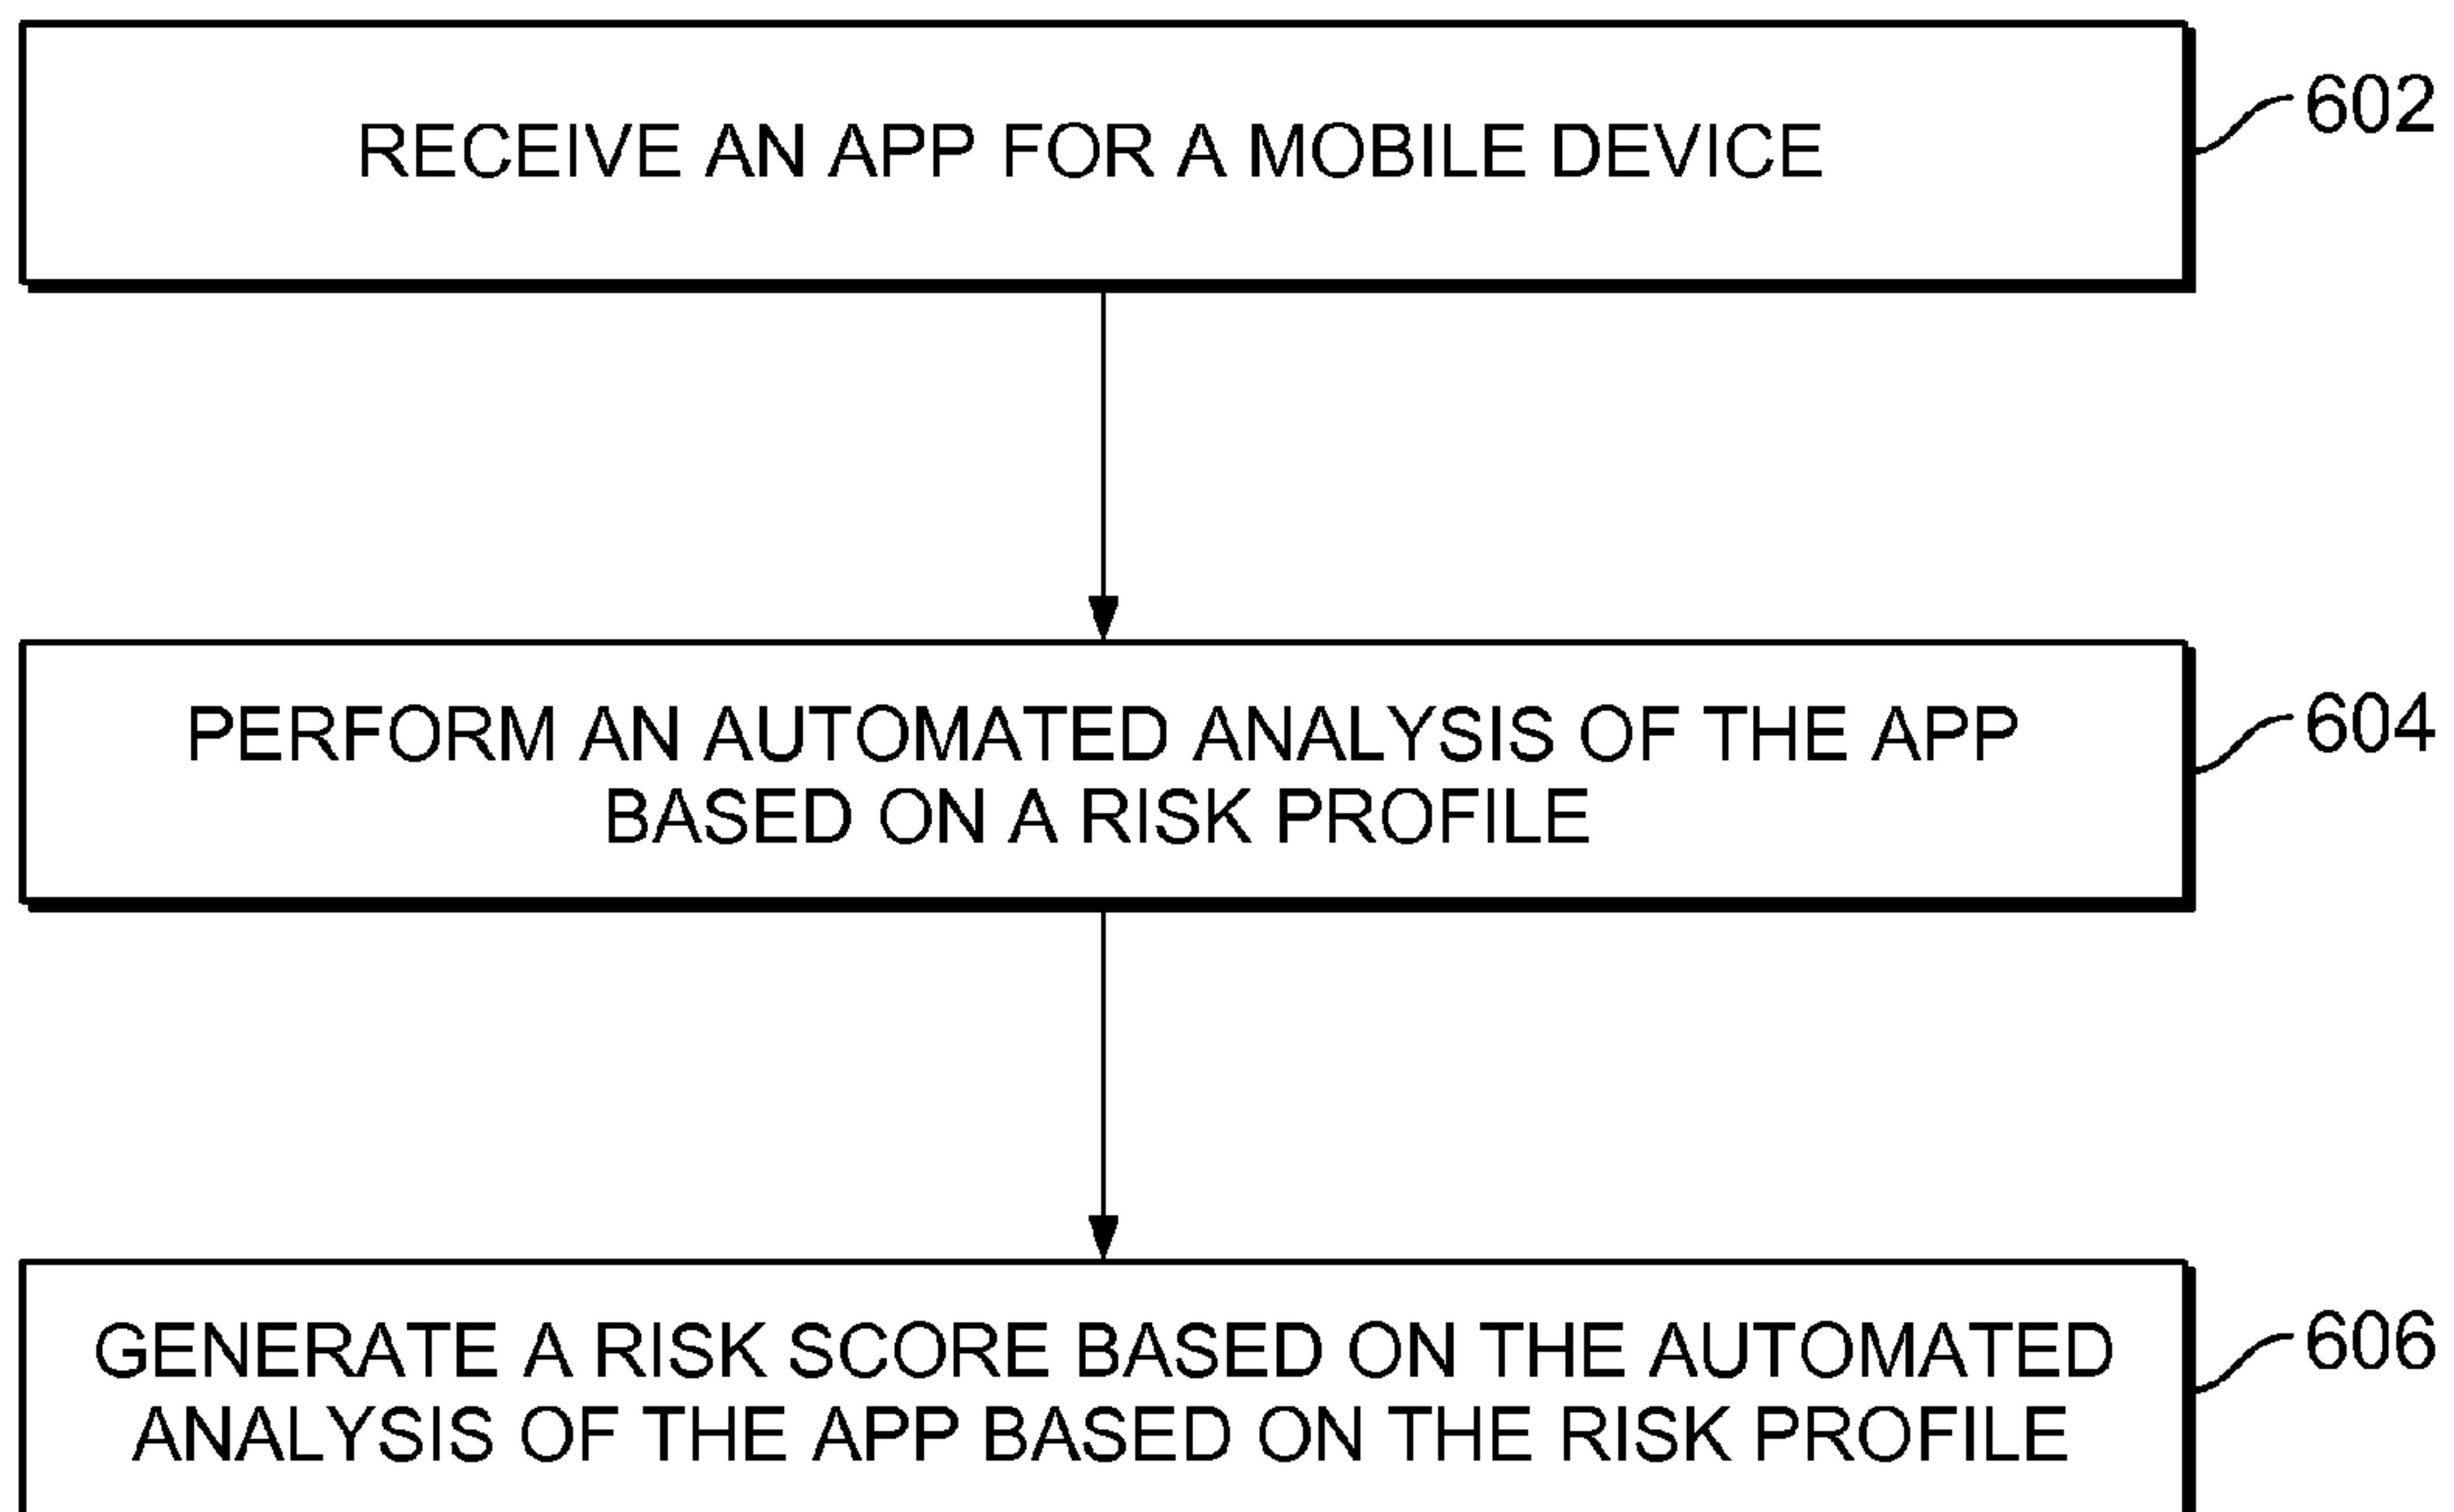 RECEIVE AN APP FOR A MOBILE DEVICE
602
PERFORM AN AUTOMATED ANALYSIS OF THE APP
BASED ON A RISK PROFILE
604
GENERATE A RISK SCORE BASED ON THE AUTOMATED
ANALYSIS OF THE APP BASED ON THE RISK PROFILE
606